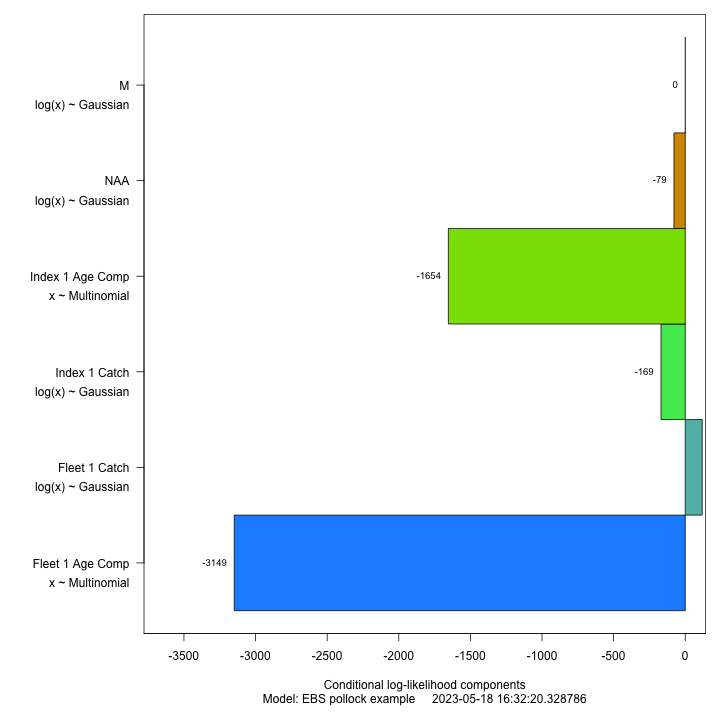 M
log(x) ~ Gaussian
0
NAA
log(x) ~ Gaussian
-79
Index 1 Age Comp
x ~ Multinomial
-1654
Index 1 Catch
log(x) ~ Gaussian
-169
Fleet 1 Catch
log(x) ~ Gaussian
Fleet 1 Age Comp
x ~ Multinomial
-3149
-3500 -3000 -2500 -2000 -1500 -1000 -500 0
Conditional log-likelihood components
Model: EBS pollock example 2023-05-18 16:32:20.328786